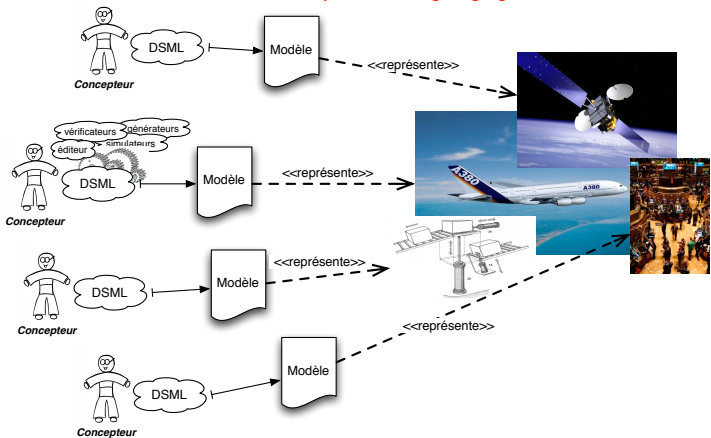 DSML
Modèle
<<représente>>
Concepteur
vérificateurs
générateurs
simulateurs
éditeur
DSML
Modèle
<<représente>>
A380
A380
Concepteur
<<représente>>
Modèle
DSML
Concepteur
<<représente>>
Modèle
DSML
Concepteur